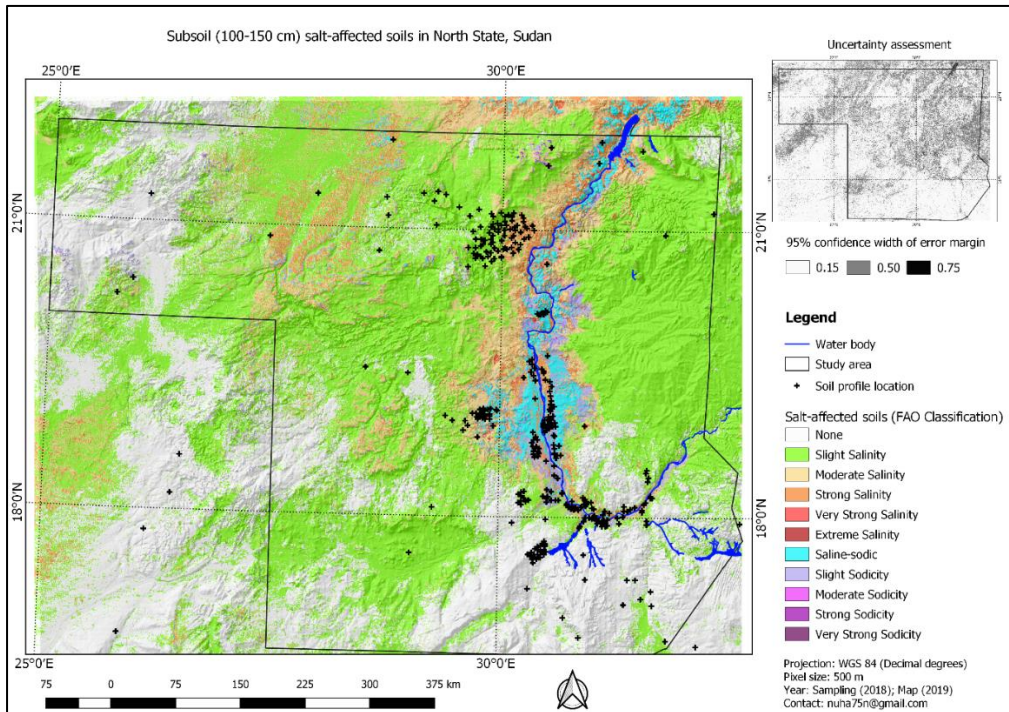 Subsoil (100-150 cm) salt-affected soils in North State, Sudan
25°0'E
30°0'E
21°0'N
21°0'N
18°0'N
18°0'N
25°0'E
30°0'E
75 0 75 150 225 300 375 km
Uncertainty assessment
95% confidence width of error margin
0.15 0.50 0.75
Legend
Water body
Study area
Soil profile location
Salt-affected soils (FAO Classification)
None
Slight Salinity
Moderate Salinity
Strong Salinity
Very Strong Salinity
Extreme Salinity
Saline-sodic
Slight Sodicity
Moderate Sodicity
Strong Sodicity
Very Strong Sodicity
Projection: WGS 84 (Decimal degrees)
Pixel size: 500 m
Year: Sampling (2018); Map (2019)
Contact: nuha75n@gmail.com